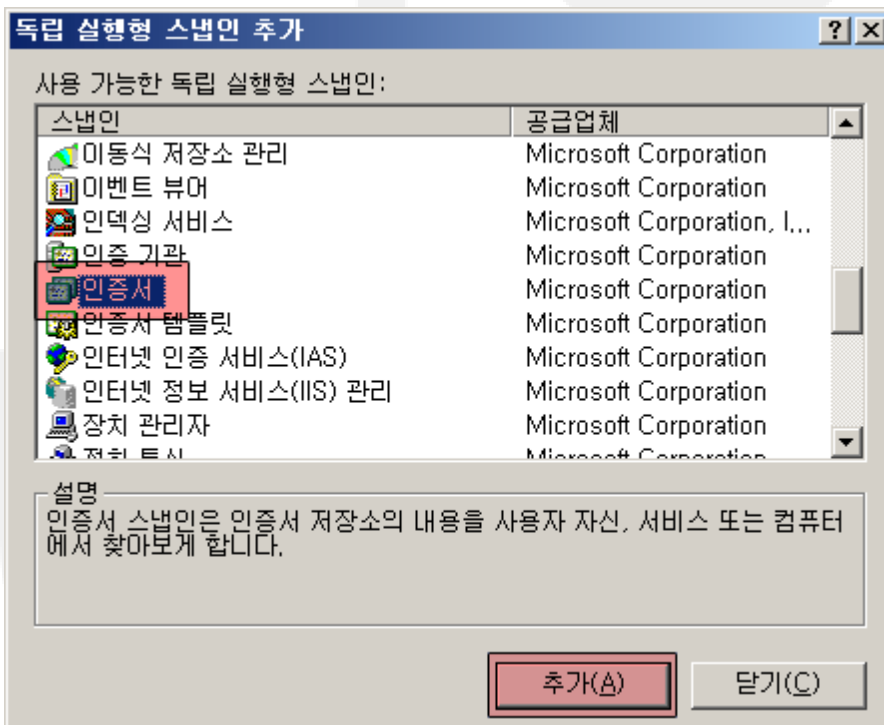 독립 실행형 스냅인 추가
사용 가능한 독립 실행형 스냅인:
스냅인 공급업체
이동식 저장소 관리 Microsoft Corporation
이벤트 뷰어 Microsoft Corporation
인덱싱 서비스 Microsoft Corporation, I...
인증 기관 Microsoft Corporation
인증서 Microsoft Corporation
인증서 템플릿 Microsoft Corporation
인터넷 인증 서비스(IAS) Microsoft Corporation
인터넷 정보 서비스(IIS) 관리 Microsoft Corporation
장치 관리자 Microsoft Corporation
Microsoft Corporation
설명
인증서 스냅인은 인증서 저장소의 내용을 사용자 자신, 서비스 또는 컴퓨터
에서 찾아보게 합니다.
추가(A) 닫기(C)